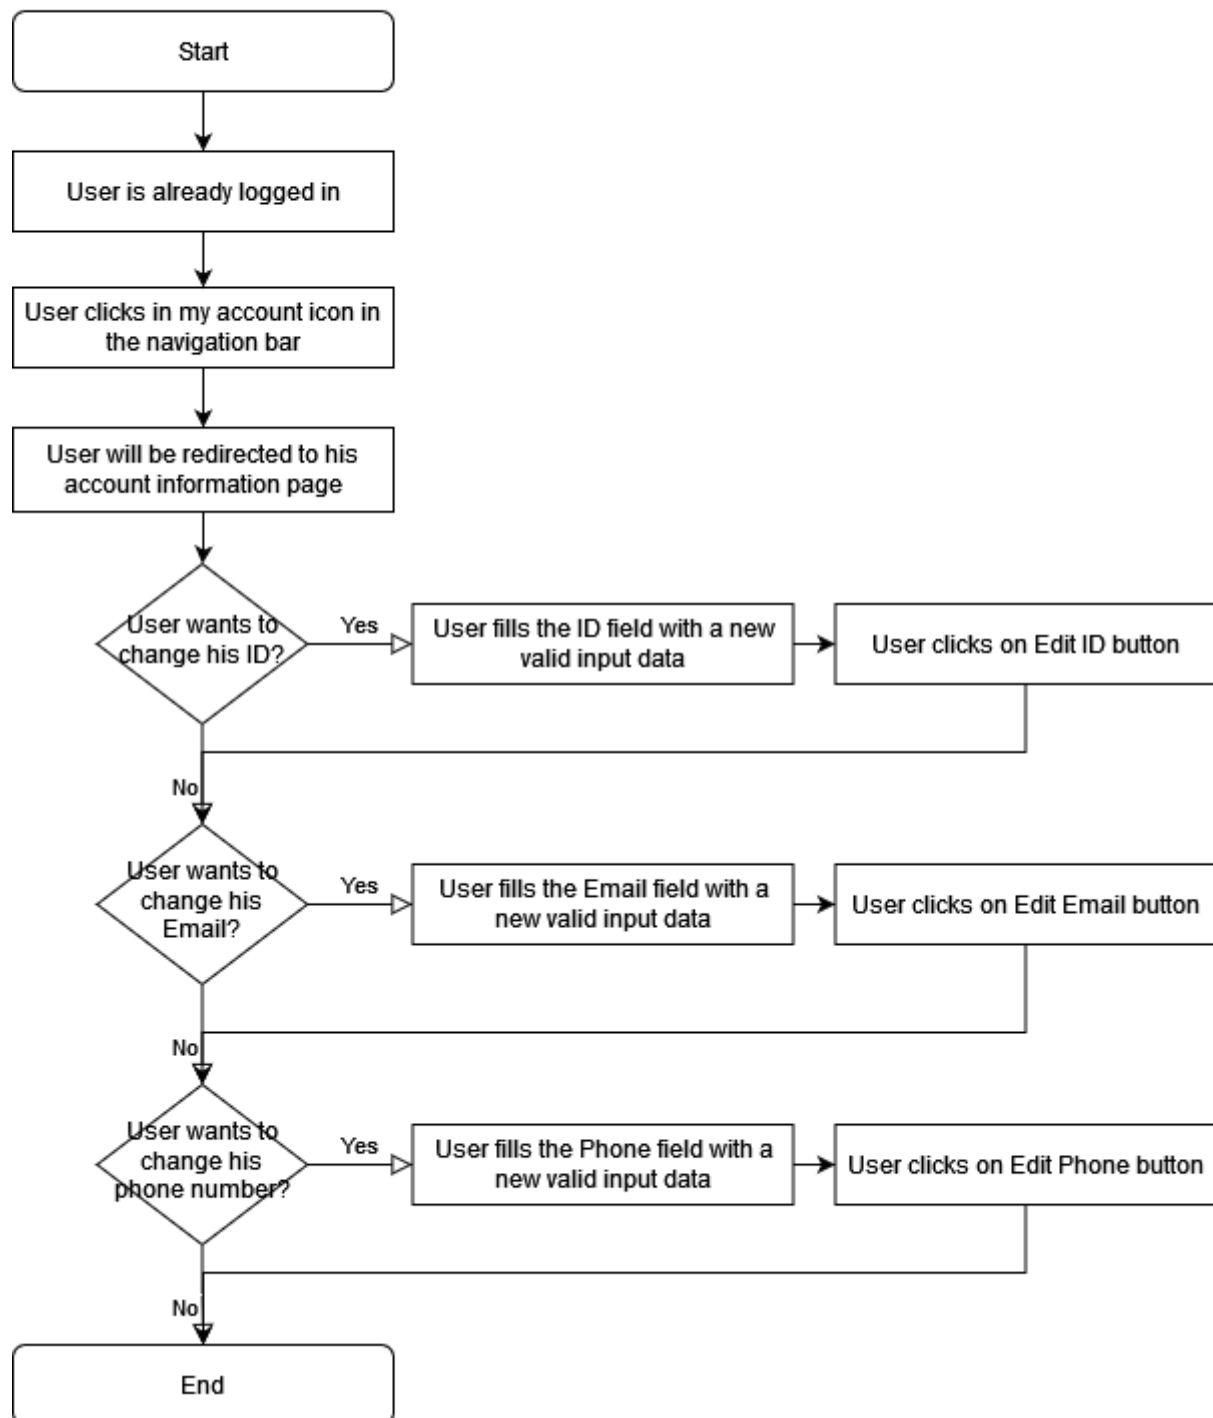 Start
User is already logged in
User clicks in my account icon in
the navigation bar
User will be redirected to his
account information page
User wants to
change his ID?
Yes
User fills the ID field with a new
valid input data
User clicks on Edit ID button
No
User wants to
change his
Email?
Yes
User fills the Email field with a
new valid input data
User clicks on Edit Email button
No
User wants to
change his
phone number?
Yes
User fills the Phone field with a
new valid input data
User clicks on Edit Phone button
No
End